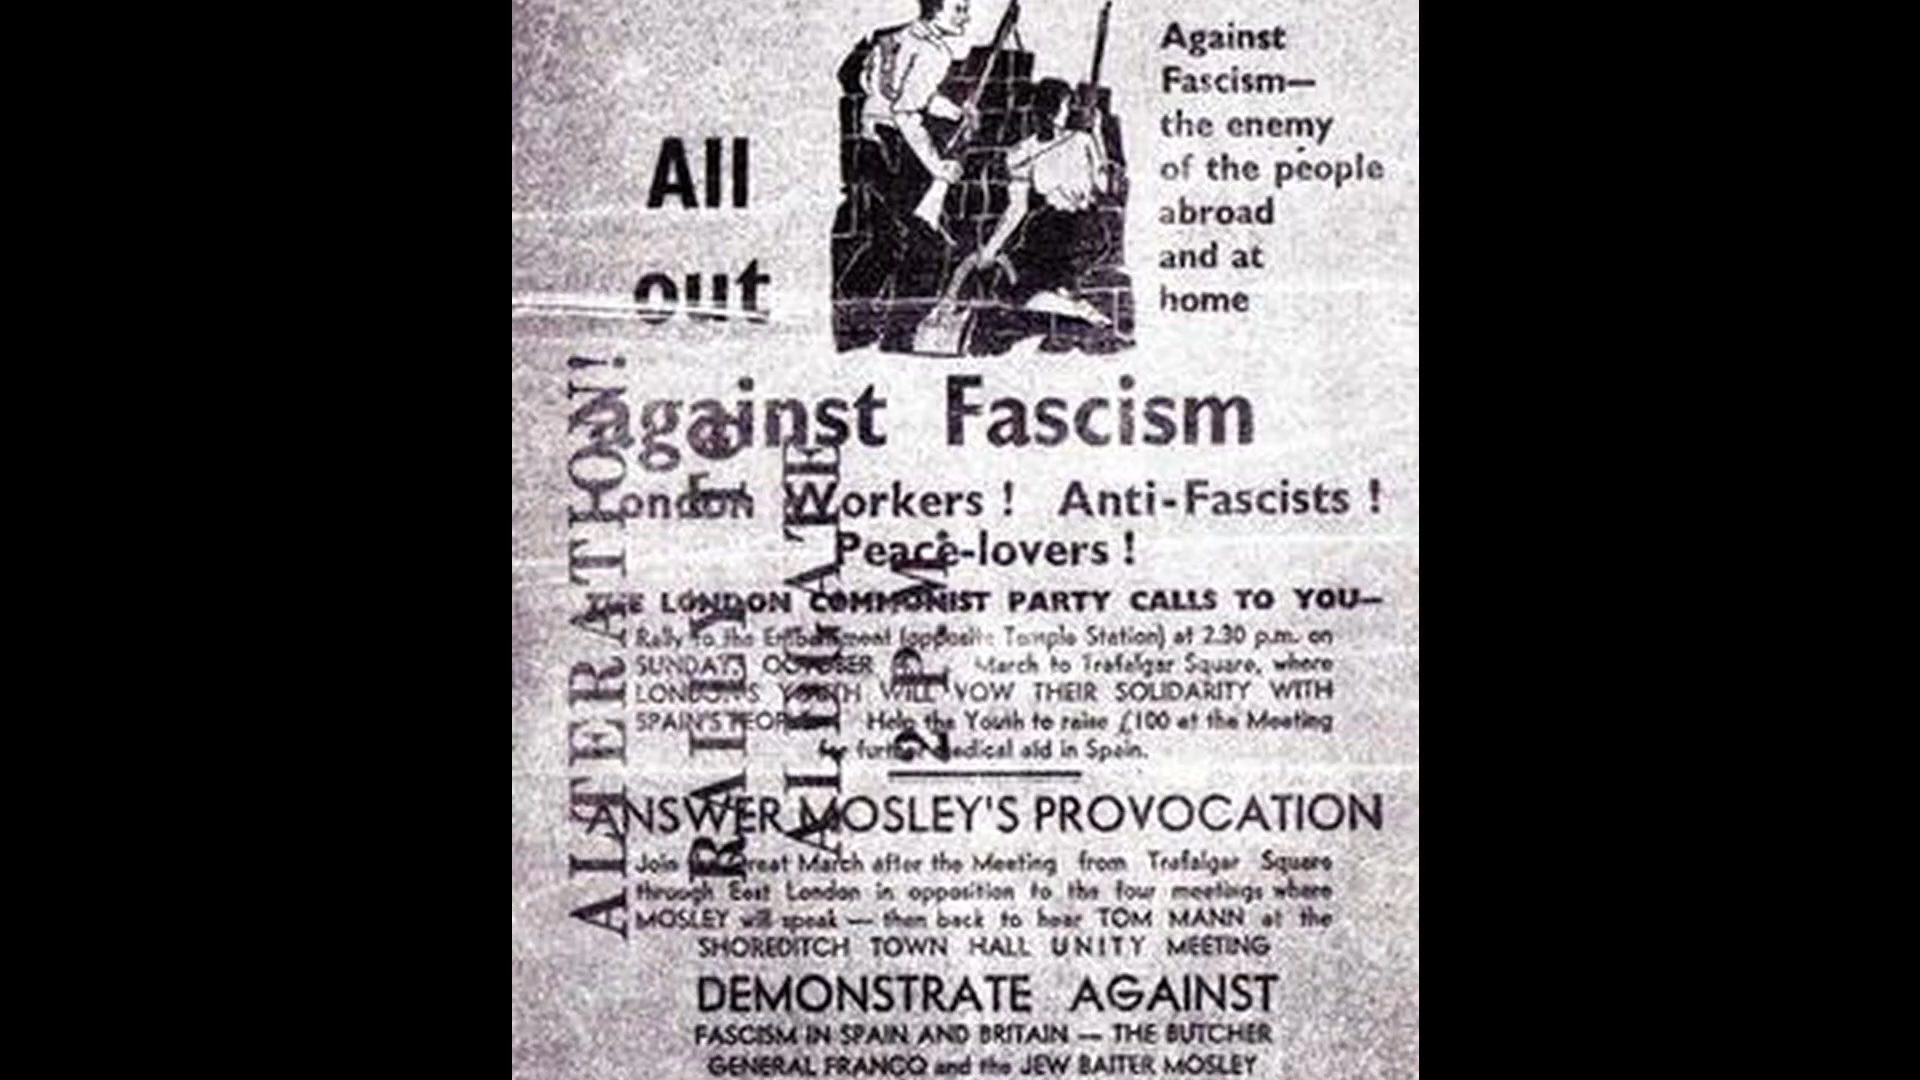 All
out
Against
Fascism—
the enemy
of the people
abroad
and at
home
against Fascism
London Workers ! Anti-Fascists !
Peace-lovers !
THE LONDON COMMUNIST PARTY CALLS TO YOU—
Rally to the Embankment (opposite Temple Station) at 2.30 p.m. on
SUNDAY OCTOBER March to Trafalgar Square, where
LONDON'S YOUTH WILL VOW THEIR SOLIDARITY WITH
SPAIN'S PEOPLE Help the Youth to raise £100 at the Meeting
for further medical aid in Spain.
ANSWER MOSLEY'S PROVOCATION
Join the Great March after the Meeting from Trafalgar Square
through East London in opposition to the four meetings where
MOSLEY will speak — then back to hear TOM MANN at the
SHOREDITCH TOWN HALL UNITY MEETING
DEMONSTRATE AGAINST
FASCISM IN SPAIN AND BRITAIN — THE BUTCHER
GENERAL FRANCO and the JEW BAITER MOSLEY
ALTERATION!
RALLY TO
ALDGATE
2 P.M